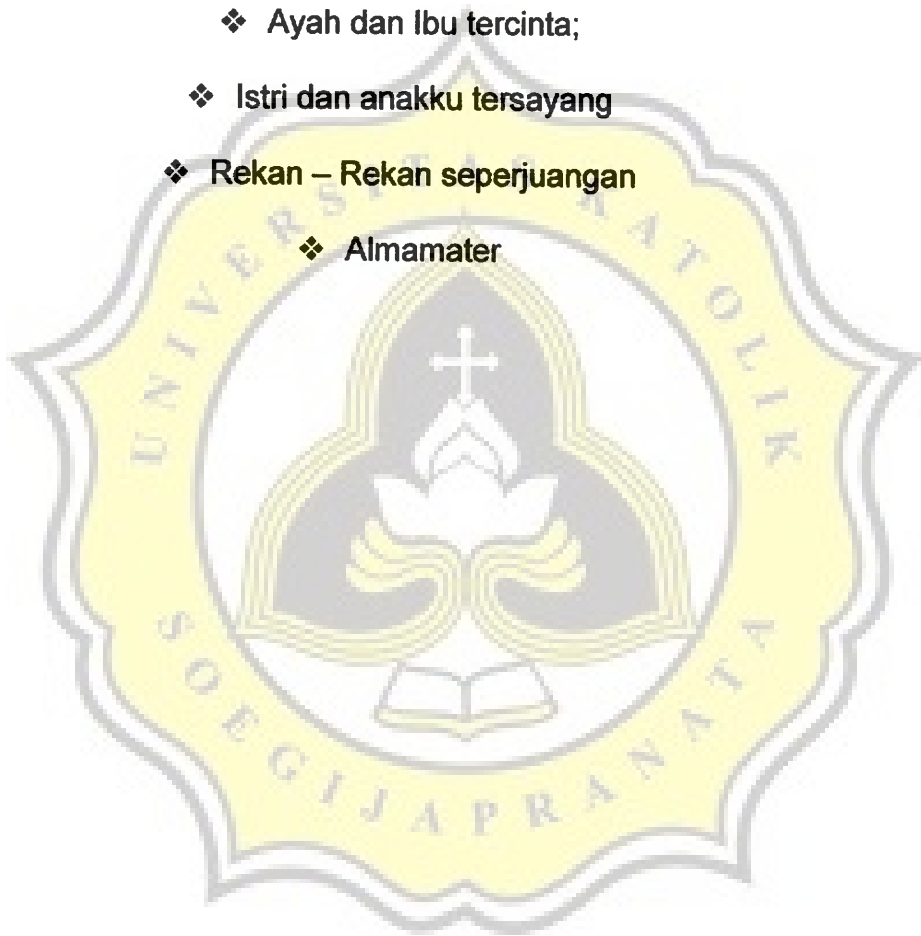 ❖ Ayah dan Ibu tercinta;
❖ Istri dan anakku tersayang
❖ Rekan – Rekan seperjuangan
❖ Almamater
UNIVERSITAS KATOLIK
SOEGIJAPRANATA